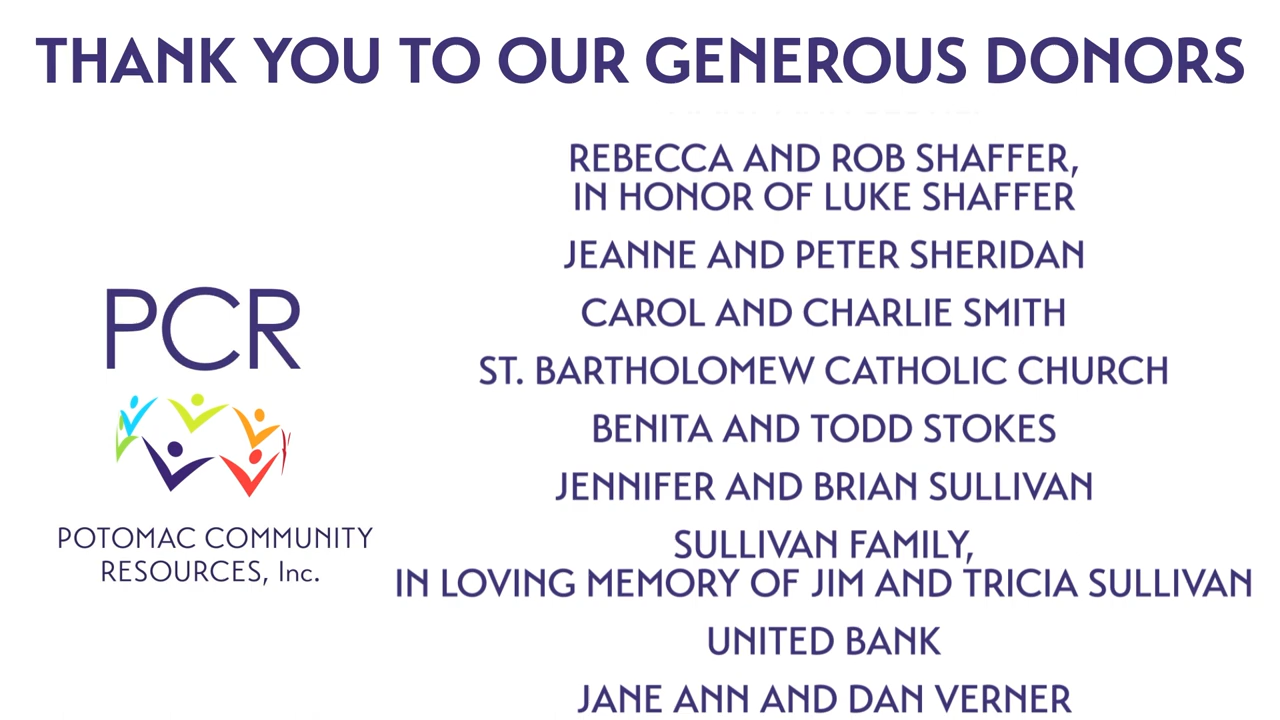 THANK YOU TO OUR GENEROUS DONORS
REBECCA AND ROB SHAFFER,
IN HONOR OF LUKE SHAFFER
JEANNE AND PETER SHERIDAN
CAROL AND CHARLIE SMITH
ST. BARTHOLOMEW CATHOLIC CHURCH
BENITA AND TODD STOKES
JENNIFER AND BRIAN SULLIVAN
SULLIVAN FAMILY,
IN LOVING MEMORY OF JIM AND TRICIA SULLIVAN
UNITED BANK
JANE ANN AND DAN VERNER
PCR
POTOMAC COMMUNITY
RESOURCES, Inc.